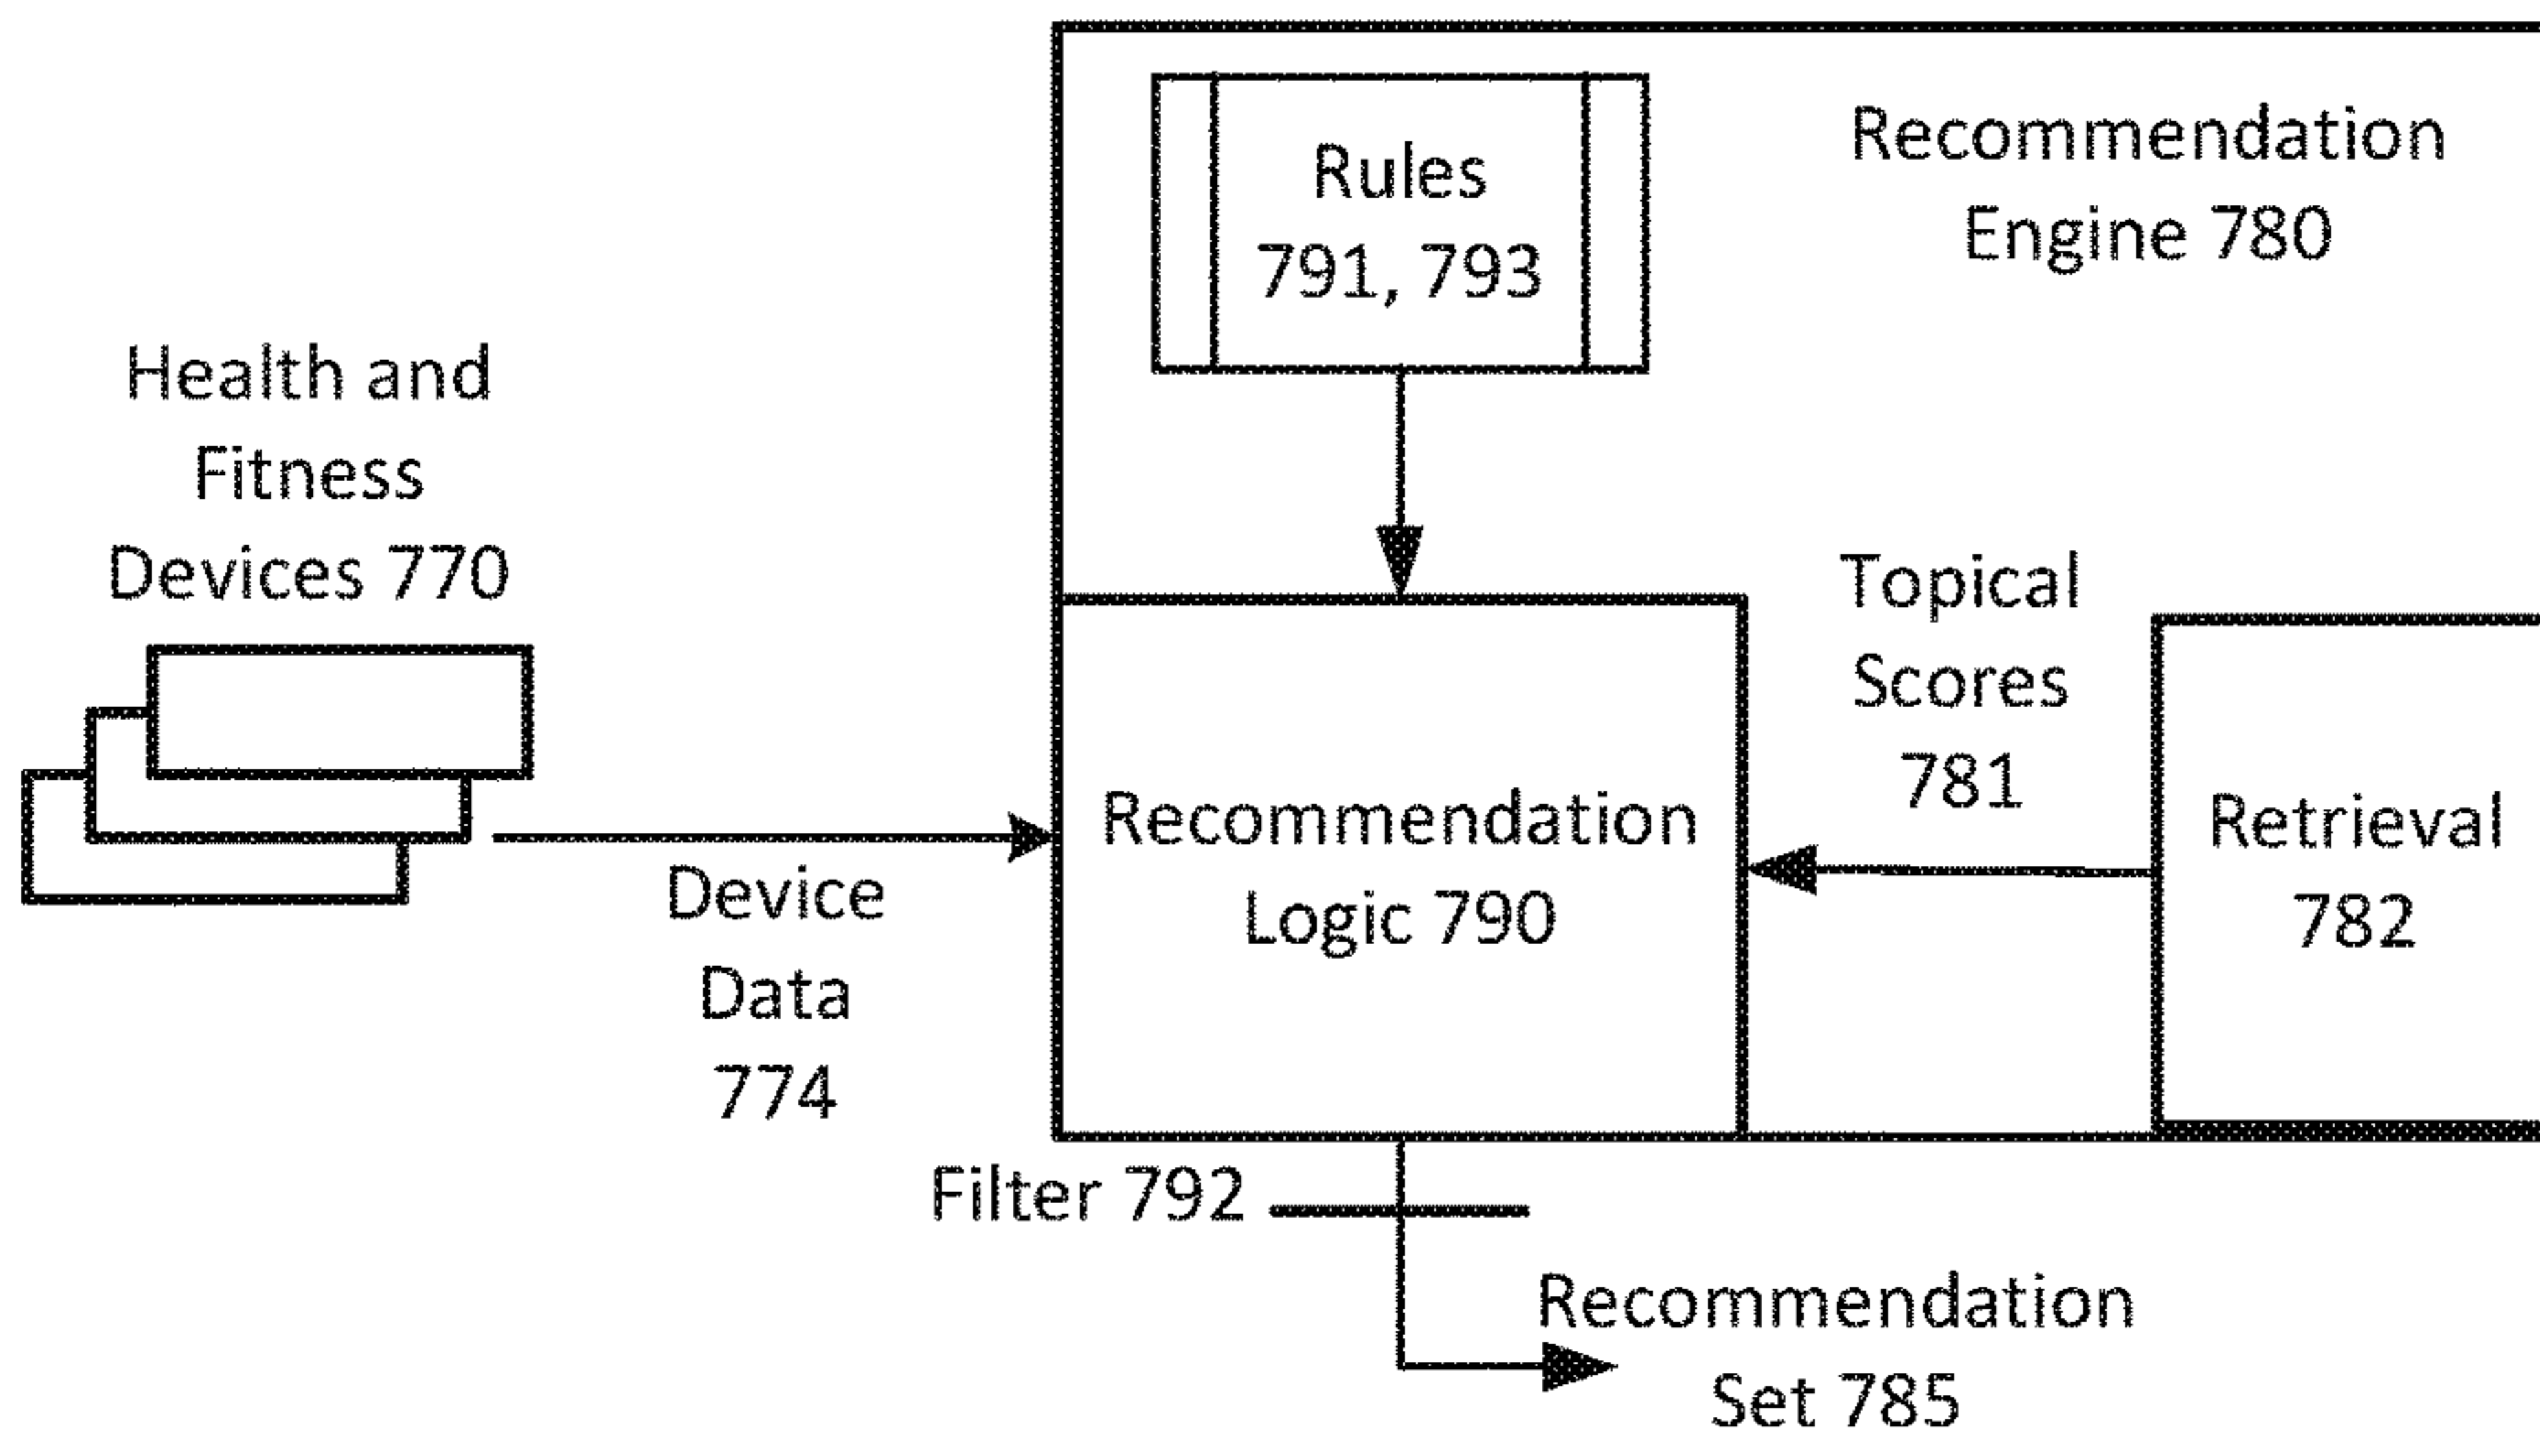 Rules
791, 793
Recommendation
Engine 780
Health and
Fitness
Devices 770
Topical
Scores
781
Device
Data
774
Recommendation
Logic 790
Retrieval
782
Filter 792
Recommendation
Set 785